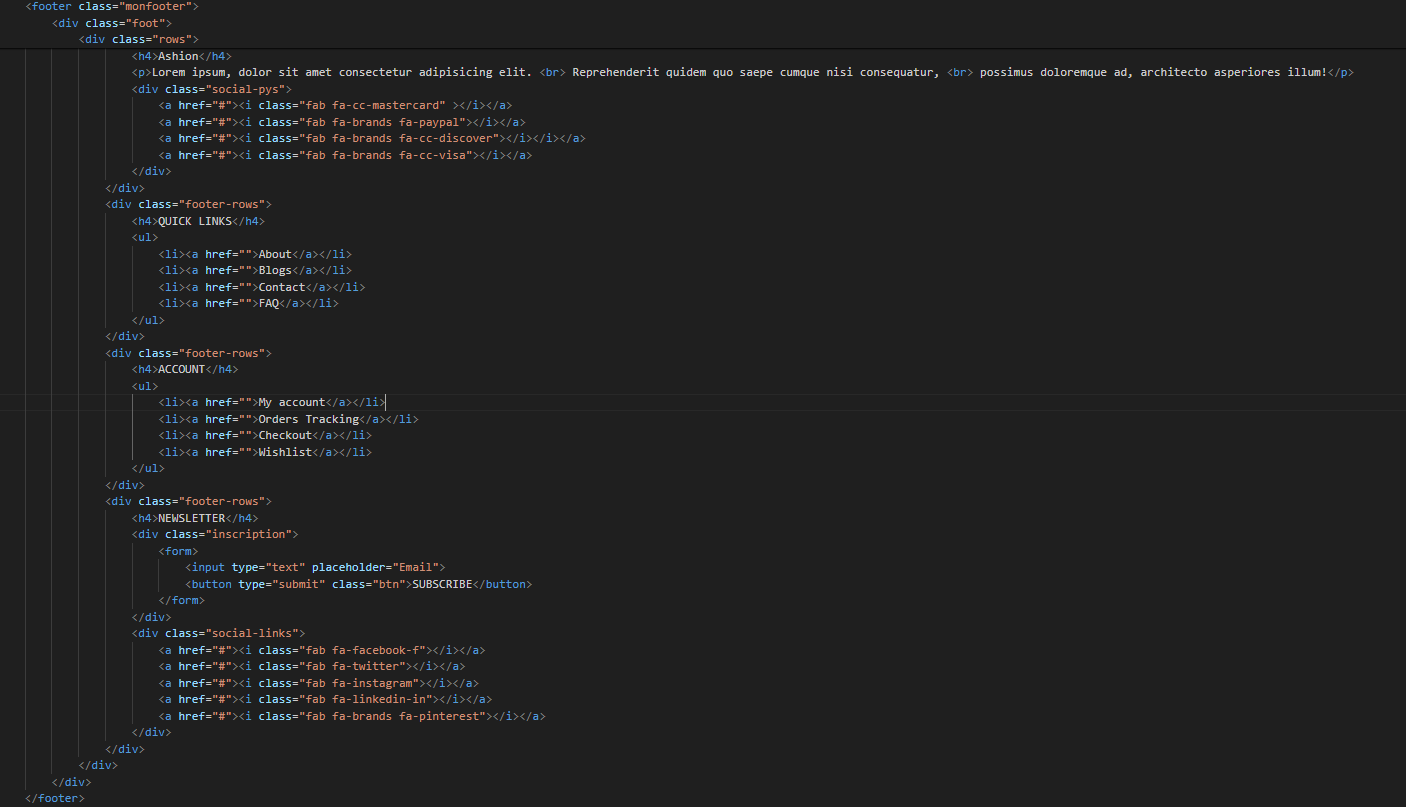 <footer class="monfooter">
<div class="foot">
<div class="rows">
<h4>Ashion</h4>
<p>Lorem ipsum, dolor sit amet consectetur adipisicing elit. <br> Reprehenderit quidem quo saepe cumque nisi consequatur, <br> possimus doloremque ad, architecto asperiores illum!</p>
<div class="social-pys">
<a href="#"><i class="fab fa-cc-mastercard" ></i></a>
<a href="#"><i class="fab fa-brands fa-paypal"></i></a>
<a href="#"><i class="fab fa-brands fa-cc-discover"></i></i></a>
<a href="#"><i class="fab fa-brands fa-cc-visa"></i></a>
</div>
</div>
<div class="footer-rows">
<h4>QUICK LINKS</h4>
<ul>
<li><a href="">About</a></li>
<li><a href="">Blogs</a></li>
<li><a href="">Contact</a></li>
<li><a href="">FAQ</a></li>
</ul>
</div>
<div class="footer-rows">
<h4>ACCOUNT</h4>
<ul>
<li><a href="">My account</a></li>
<li><a href="">Orders Tracking</a></li>
<li><a href="">Checkout</a></li>
<li><a href="">Wishlist</a></li>
</ul>
</div>
<div class="footer-rows">
<h4>NEWSLETTER</h4>
<div class="inscription">
<form>
<input type="text" placeholder="Email">
<button type="submit" class="btn">SUBSCRIBE</button>
</form>
</div>
<div class="social-links">
<a href="#"><i class="fab fa-facebook-f"></i></a>
<a href="#"><i class="fab fa-twitter"></i></a>
<a href="#"><i class="fab fa-instagram"></i></a>
<a href="#"><i class="fab fa-linkedin-in"></i></a>
<a href="#"><i class="fab fa-brands fa-pinterest"></i></a>
</div>
</div>
</div>
</div>
</footer>